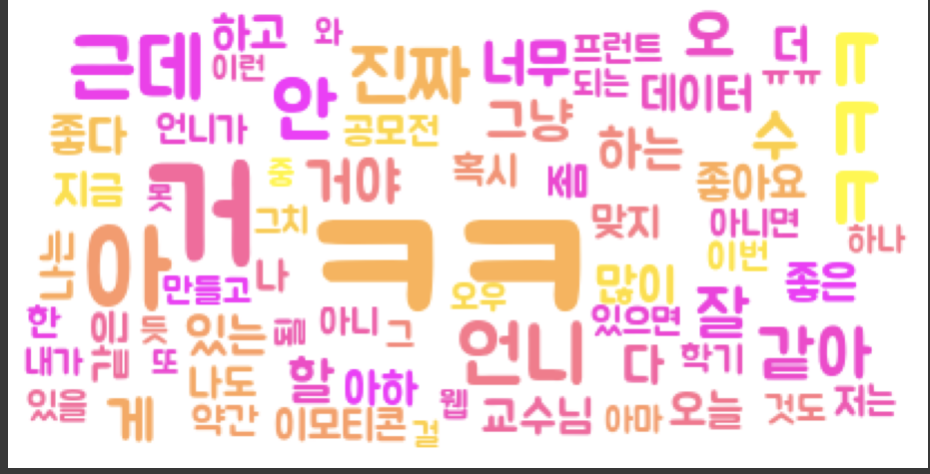 근데 하고 와 진짜 너무 프런트 오 더 ㅠㅠ
이런 안 되는 데이터
좋다 언니가 공모전 그냥 하는 수
지금 못 거 중 거야 혹시 좀 좋아요
그치 맞지 아니면 하나
나는 아 ㅋㅋ 이번
만들고 나 오우 많이 좋은
한 듯 있는 아니 그 언니 있으면 잘
내가 또 다 학기 같아
나도 할 아하
있을 게 약간 이모티콘 걸 웹 교수님 아마 오늘 것도 저는